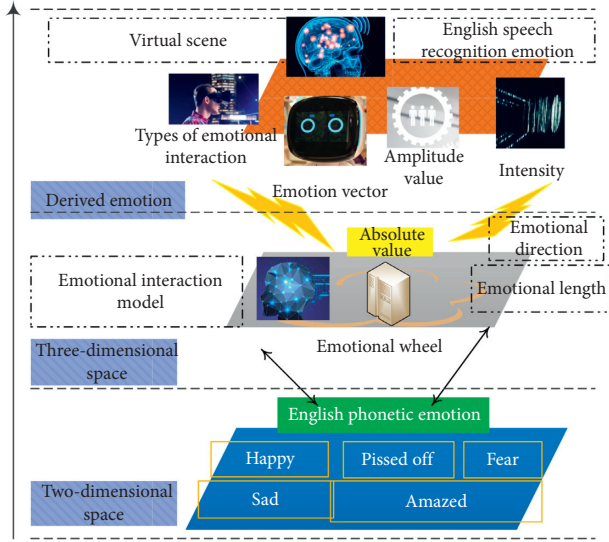 Virtual scene
English speech
recognition emotion
Types of emotional
interaction
Amplitude
value
Intensity
Emotion vector
Derived emotion
Absolute
value
Emotional
direction
Emotional interaction
model
Emotional length
Emotional wheel
Three-dimensional
space
English phonetic emotion
Happy
Pissed off
Fear
Sad
Amazed
Two-dimensional
space